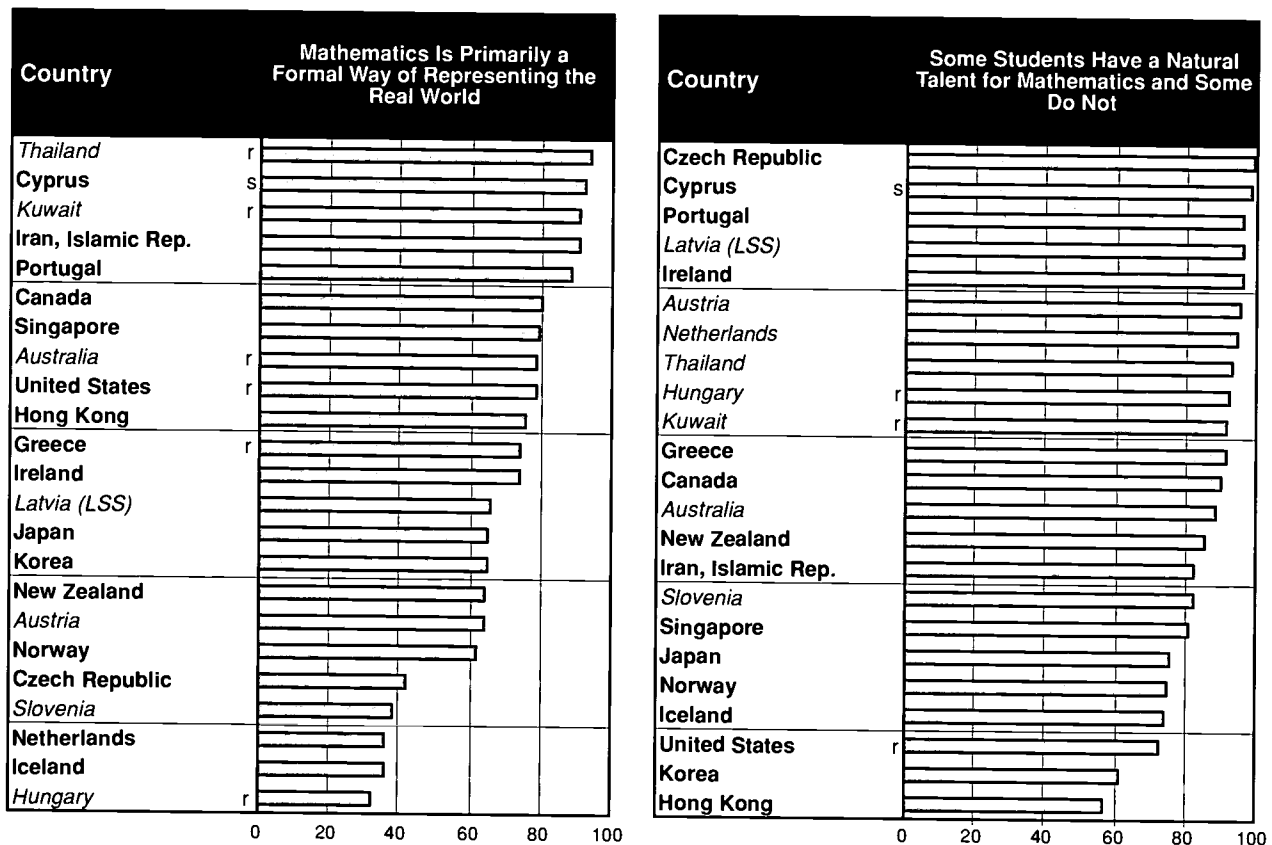 Country
Mathematics Is Primarily a
Formal Way of Representing the
Real World
Thailand r
Cyprus s
Kuwait r
Iran, Islamic Rep.
Portugal
Canada
Singapore
Australia r
United States r
Hong Kong
Greece r
Ireland
Latvia (LSS)
Japan
Korea
New Zealand
Austria
Norway
Czech Republic
Slovenia
Netherlands
Iceland
Hungary r
0 20 40 60 80 100
Country
Some Students Have a Natural
Talent for Mathematics and Some
Do Not
Czech Republic
Cyprus s
Portugal
Latvia (LSS)
Ireland
Austria
Netherlands
Thailand
Hungary r
Kuwait r
Greece
Canada
Australia
New Zealand
Iran, Islamic Rep.
Slovenia
Singapore
Japan
Norway
Iceland
United States r
Korea
Hong Kong
0 20 40 60 80 100